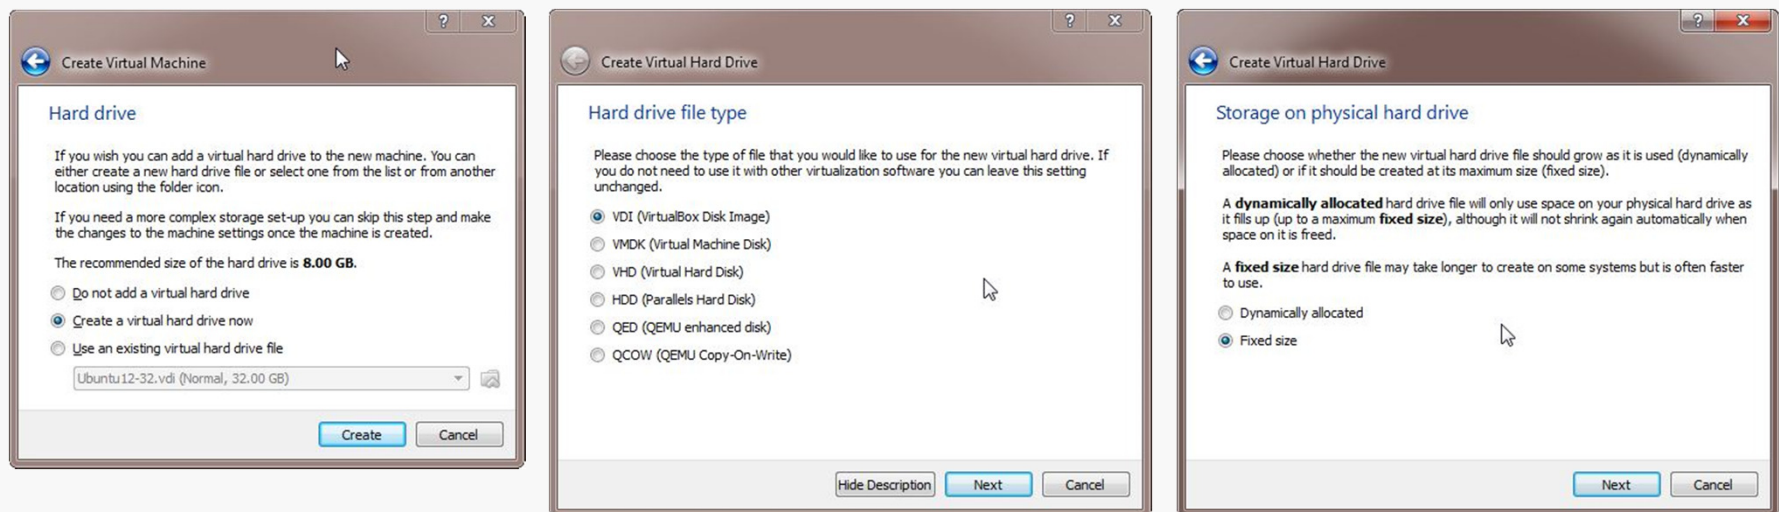 Create Virtual Machine
Hard drive
If you wish you can add a virtual hard drive to the new machine. You can
either create a new hard drive file or select one from the list or from another
location using the folder icon.
If you need a more complex storage set-up you can skip this step and make
the changes to the machine settings once the machine is created.
The recommended size of the hard drive is 8.00 GB.
Do not add a virtual hard drive
Create a virtual hard drive now
Use an existing virtual hard drive file
Ubuntu12-32.vdi (Normal, 32.00 GB)
Create
Cancel
Create Virtual Hard Drive
Hard drive file type
Please choose the type of file that you would like to use for the new virtual hard drive. If
you do not need to use it with other virtualization software you can leave this setting
unchanged.
VDI (VirtualBox Disk Image)
VMDK (Virtual Machine Disk)
VHD (Virtual Hard Disk)
HDD (Parallels Hard Disk)
QED (QEMU enhanced disk)
QCOW (QEMU Copy-On-Write)
Hide Description
Next
Cancel
Create Virtual Hard Drive
Storage on physical hard drive
Please choose whether the new virtual hard drive file should grow as it is used (dynamically
allocated) or if it should be created at its maximum size (fixed size).
A dynamically allocated hard drive file will only use space on your physical hard drive as
it fills up (up to a maximum fixed size), although it will not shrink again automatically when
space on it is freed.
A fixed size hard drive file may take longer to create on some systems but is often faster
to use.
Dynamically allocated
Fixed size
Next
Cancel